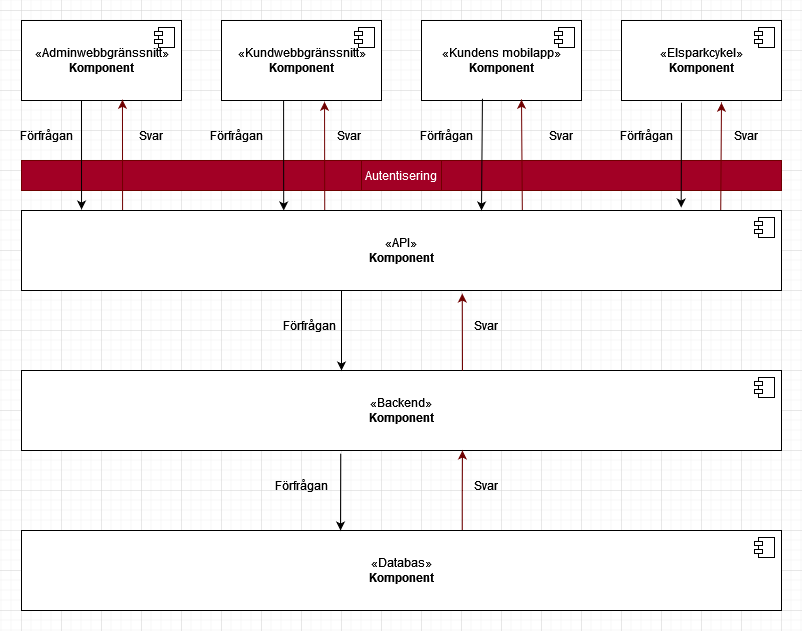 «Adminwebbgränssnitt»
Komponent
«Kundwebbgränssnitt»
Komponent
«Kundens mobilapp»
Komponent
«Elsparkcykel»
Komponent
Förfrågan
Svar
Förfrågan
Svar
Förfrågan
Svar
Förfrågan
Svar
Autentisering
«API»
Komponent
Förfrågan
Svar
«Backend»
Komponent
Förfrågan
Svar
«Databas»
Komponent